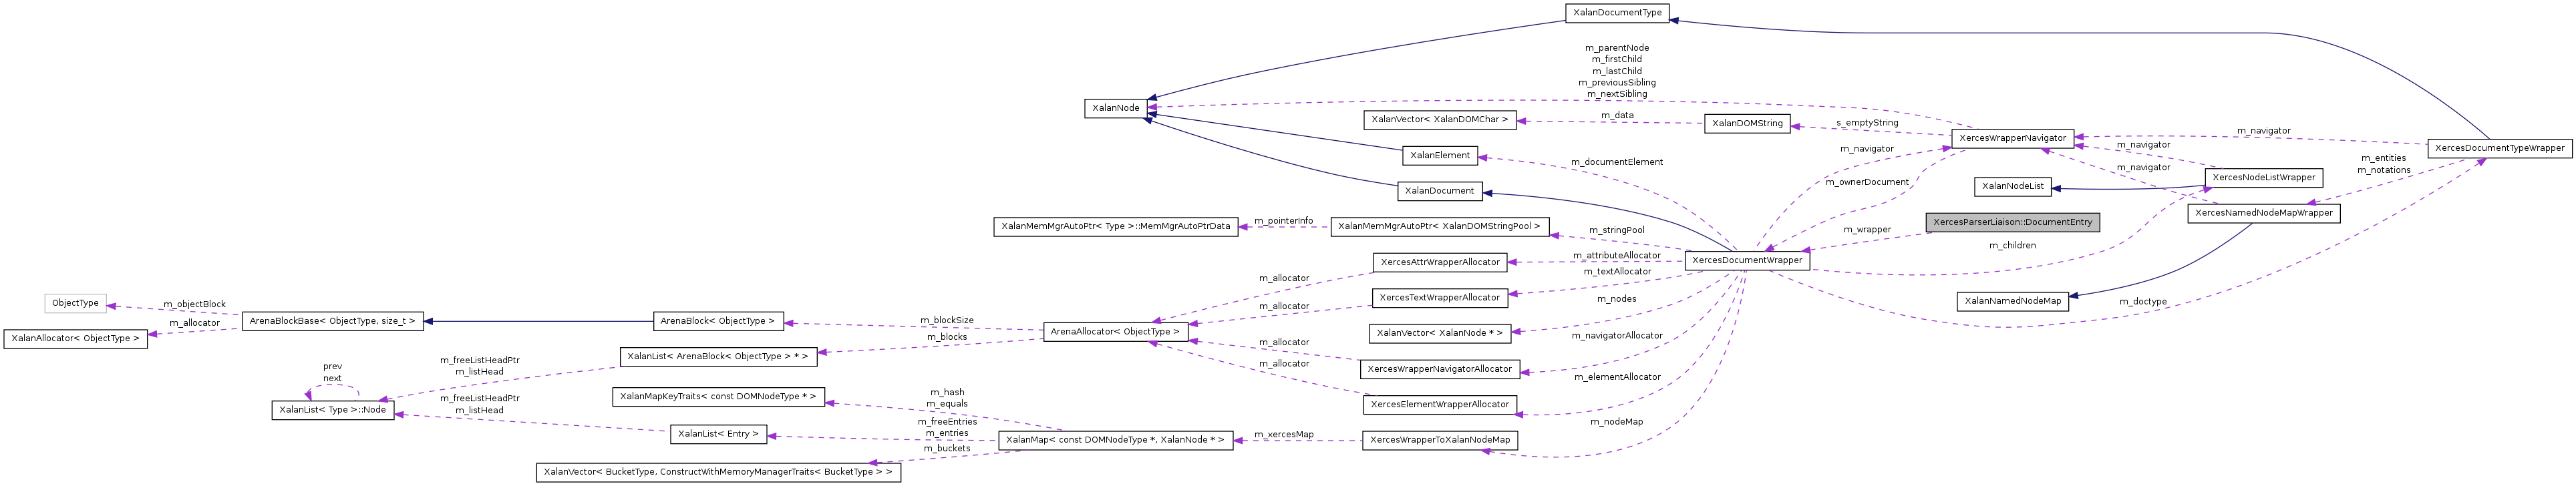 XalanDocumentType
m_parentNode
m_firstChild
m_lastChild
m_previousSibling
m_nextSibling
XalanNode
XalanVector< XalanDOMChar >
m_data
XalanDOMString
s_emptyString
XercesWrapperNavigator
m_navigator
XercesDocumentTypeWrapper
m_navigator
m_navigator
m_navigator
m_entities
m_notations
XalanElement
m_documentElement
m_ownerDocument
XalanDocument
XalanNodeList
XercesNodeListWrapper
XercesNamedNodeMapWrapper
XalanMemMgrAutoPtr< Type >::MemMgrAutoPtrData
m_pointerInfo
XalanMemMgrAutoPtr< XalanDOMStringPool >
m_stringPool
m_wrapper
XercesParserLiaison::DocumentEntry
m_children
XercesAttrWrapperAllocator
m_attributeAllocator
XercesDocumentWrapper
m_textAllocator
m_allocator
XercesTextWrapperAllocator
m_nodes
m_allocator
XalanNamedNodeMap
m_doctype
ObjectType
m_objectBlock
ArenaBlockBase< ObjectType, size_t >
m_allocator
XalanAllocator< ObjectType >
ArenaBlock< ObjectType >
m_blockSize
m_blocks
ArenaAllocator< ObjectType >
XalanVector< XalanNode * >
m_navigatorAllocator
m_allocator
XalanList< ArenaBlock< ObjectType > * >
m_freeListHeadPtr
m_listHead
m_allocator
XercesWrapperNavigatorAllocator
m_elementAllocator
prev
next
XalanMapKeyTraits< const DOMNodeType * >
m_hash
m_equals
XercesElementWrapperAllocator
XalanList< Type >::Node
m_freeListHeadPtr
m_listHead
XalanList< Entry >
m_freeEntries
m_entries
m_buckets
XalanMap< const DOMNodeType *, XalanNode * >
m_xercesMap
XercesWrapperToXalanNodeMap
m_nodeMap
XalanVector< BucketType, ConstructWithMemoryManagerTraits< BucketType > >